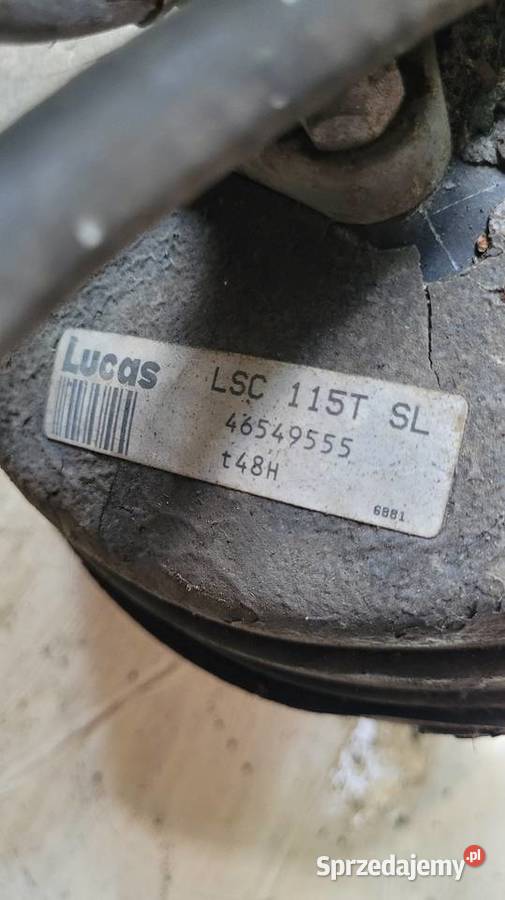 Lucas LSC 115T SL
46549555
t48H
6881
Sprzedajemy.pl